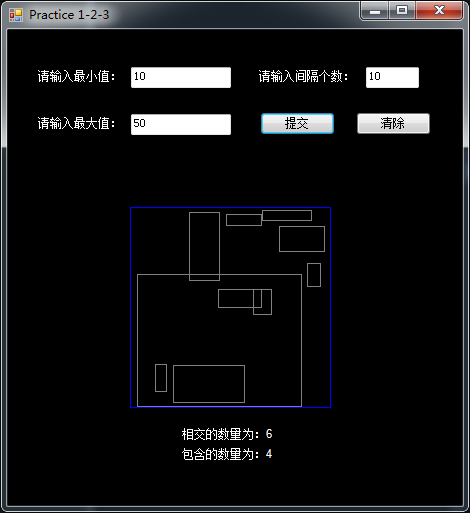 Practice 1-2-3
请输入最小值： 10 请输入间隔个数： 10
请输入最大值： 50 提交 清除
相交的数量为：6
包含的数量为：4